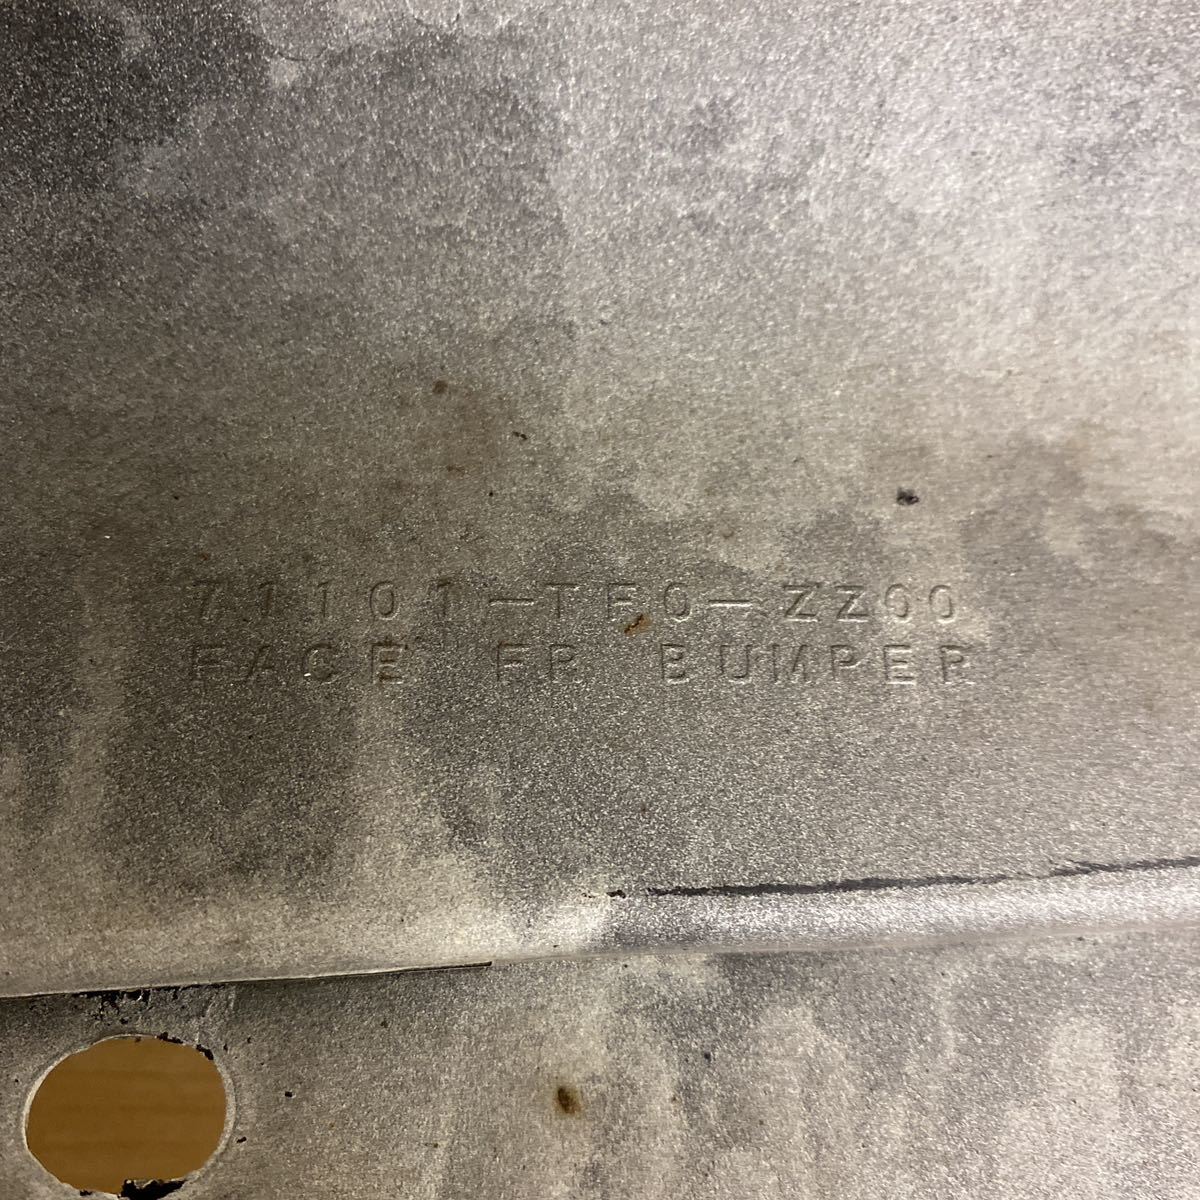 71101-TF0-ZZ00
FACE FR BUMPER